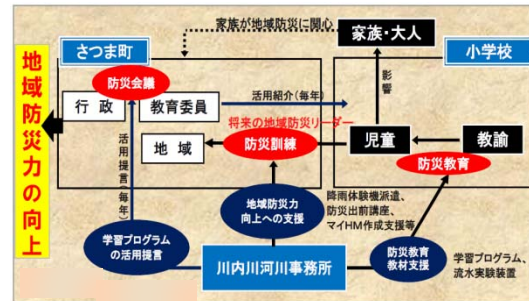 家族が地域防災に関心
家族・大人
さつま町
小学校
防災会議
影響
行 政
教育委員
活用紹介(毎年)
将来の地域防災リーダー
地域防災力の向上
地 域
防災訓練
児童
教諭
防災教育
活用提言(毎年)
地域防災力
向上への支援
降雨体験機派遣、
防災出前講座、
マイHM作成支援等
学習プログラム
の活用提言
川内川河川事務所
防災教育
教材支援
学習プログラム、
流水実験装置